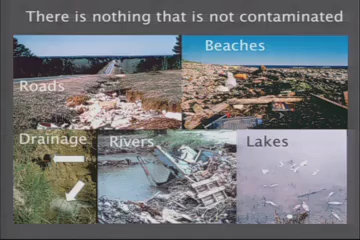 There is nothing that is not contaminated
Beaches
Roads
Drainage
Rivers
Lakes